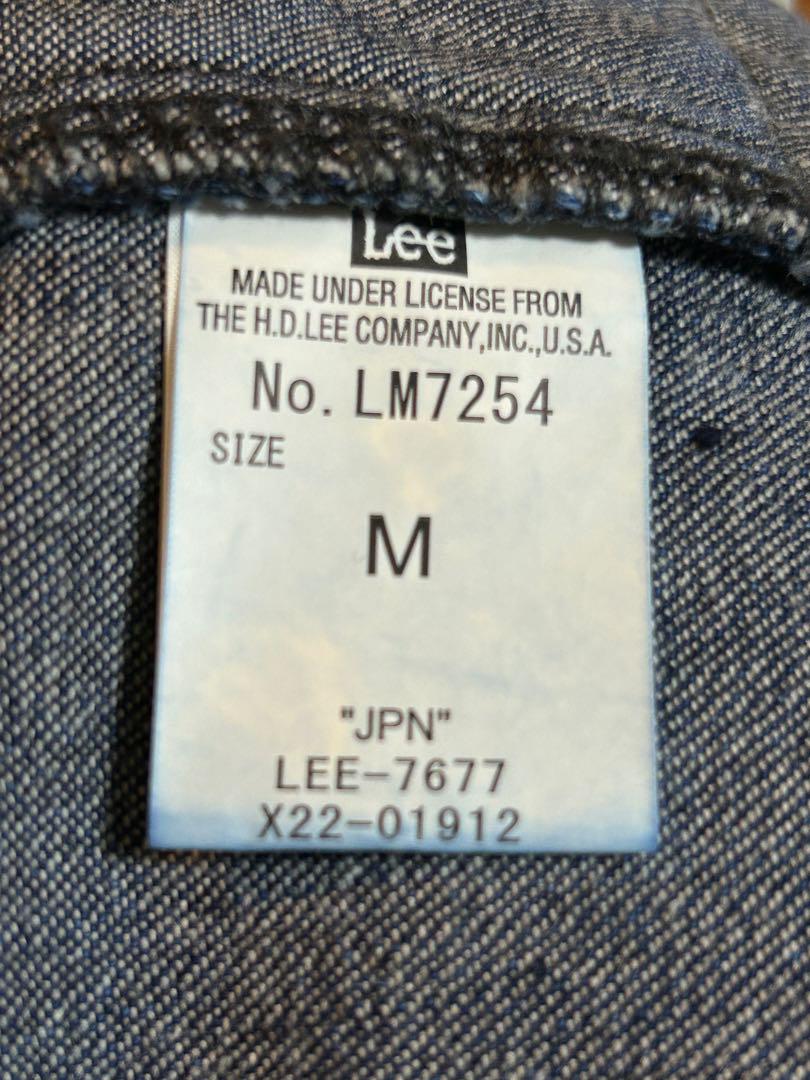 Lee
MADE UNDER LICENSE FROM
THE H.D.LEE COMPANY,INC.,U.S.A.
No. LM7254
SIZE
M
"JPN"
LEE-7677
X22-01912